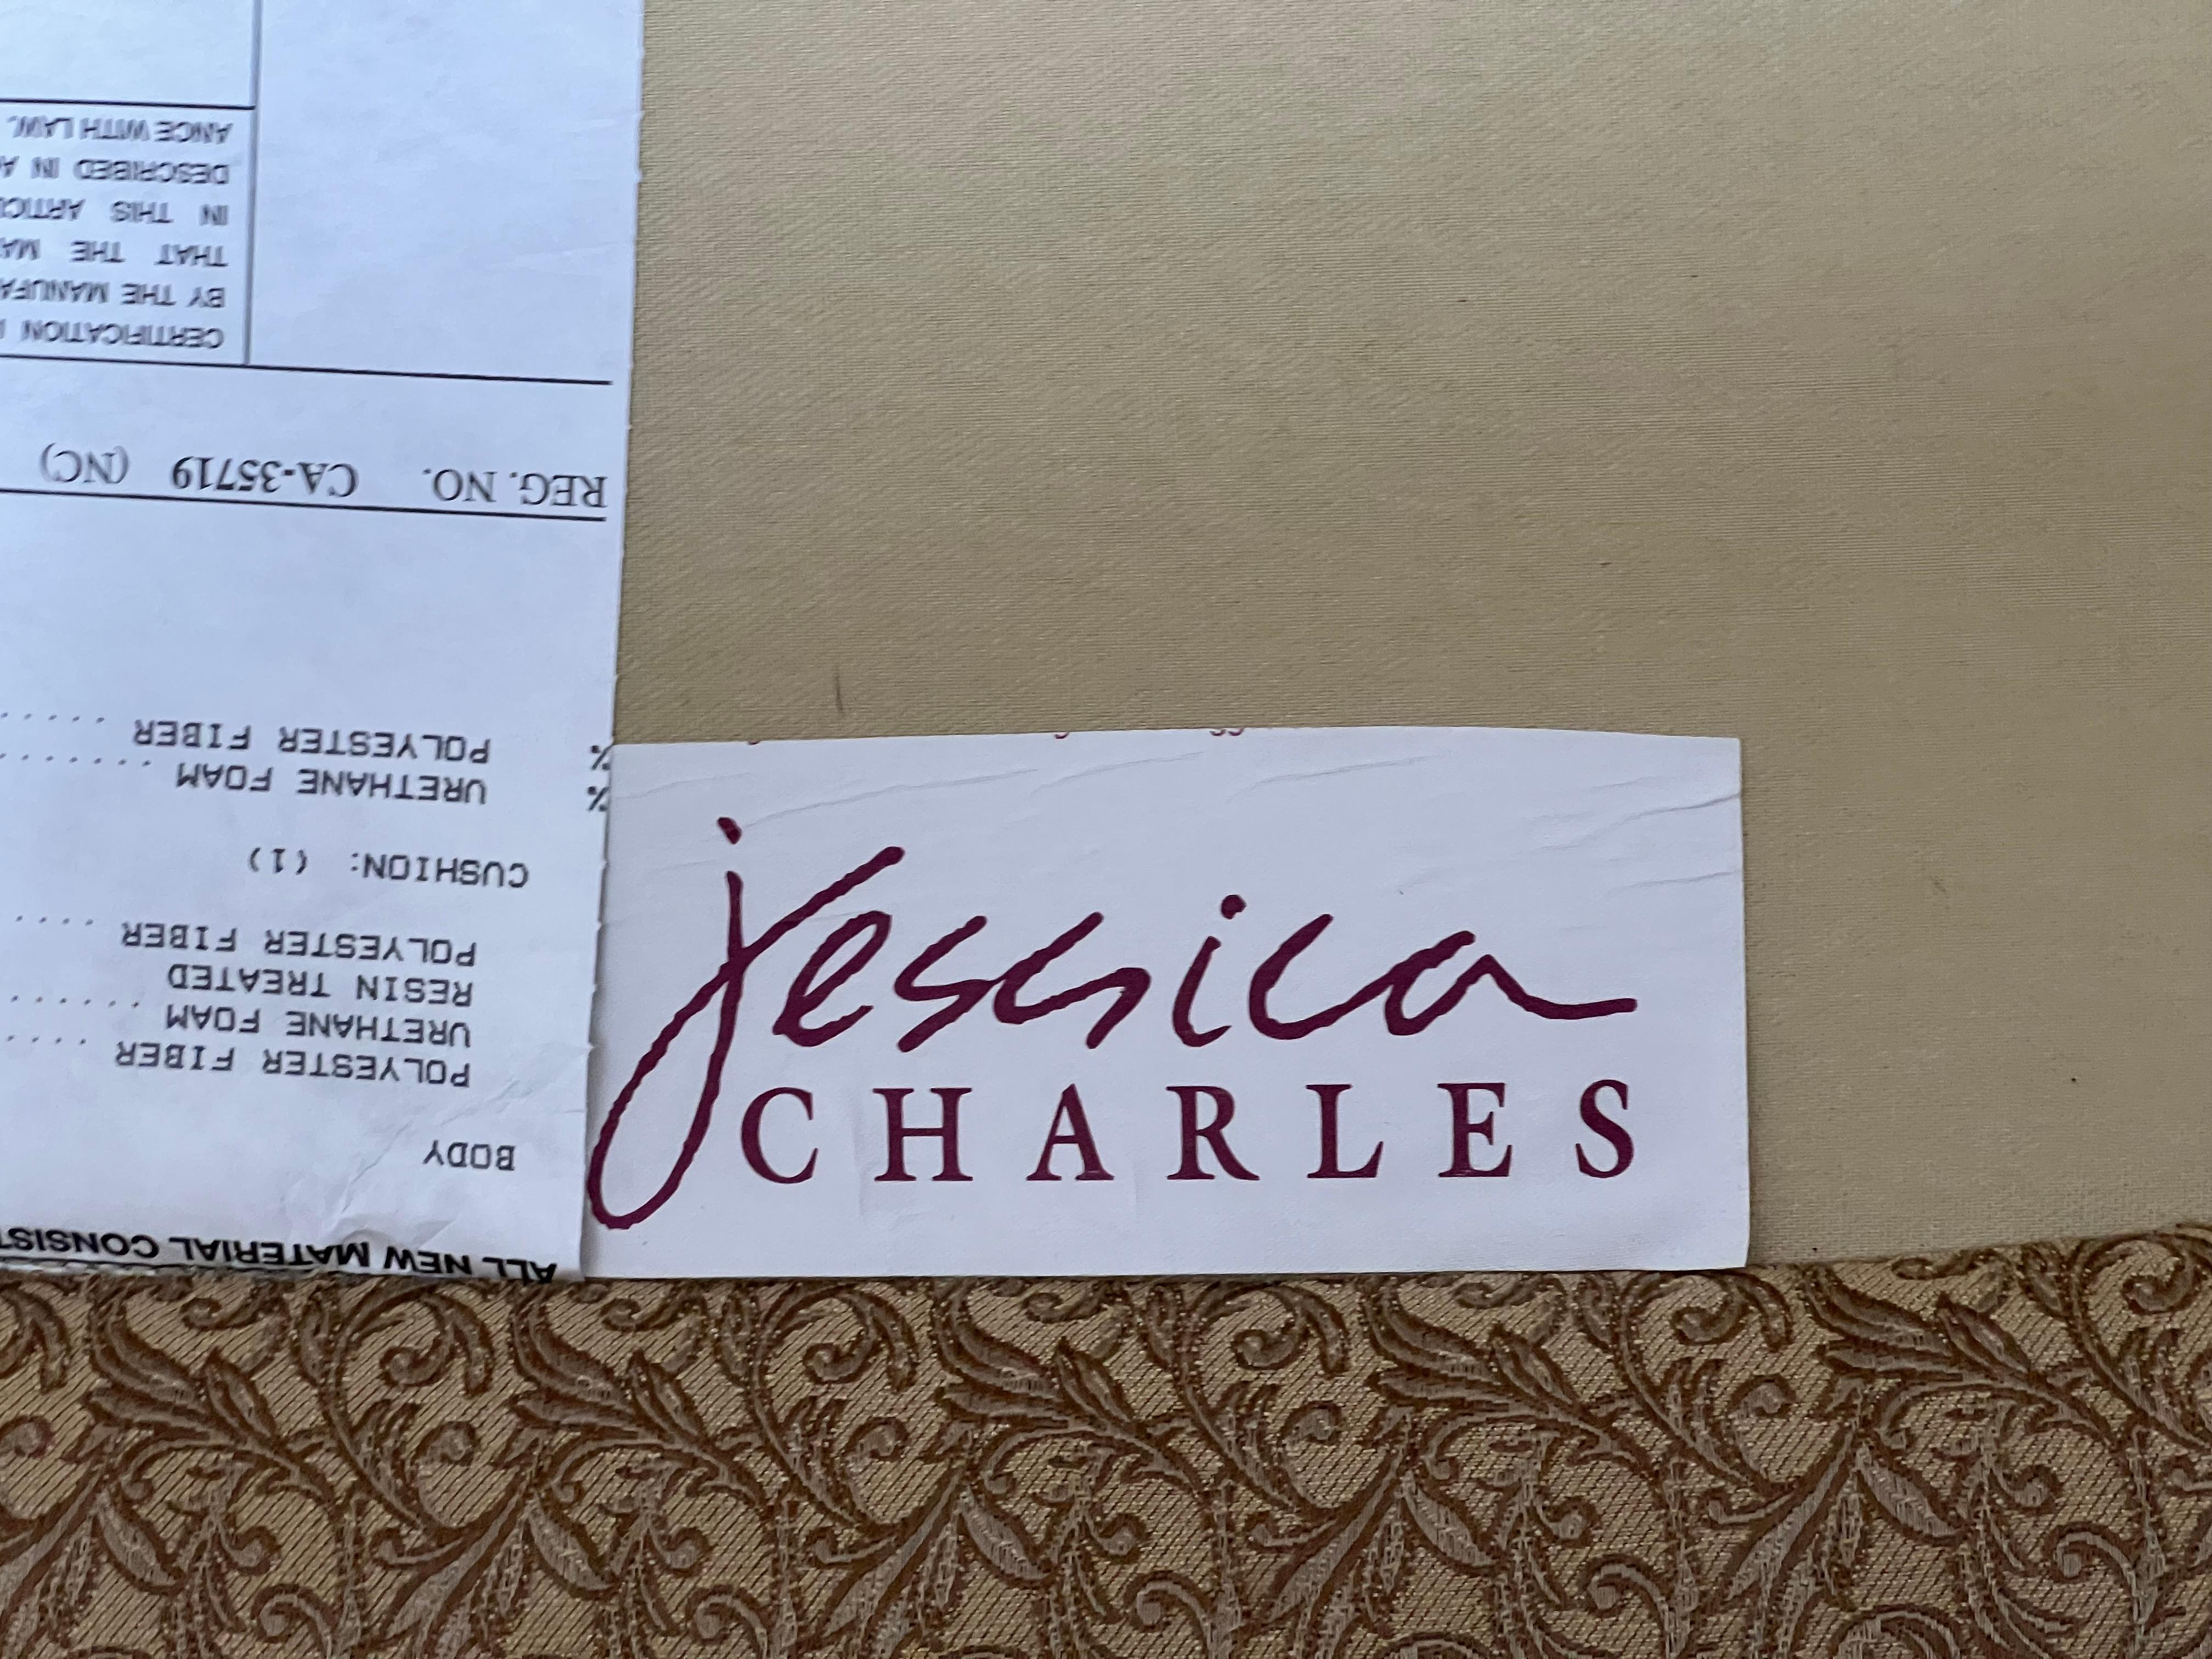 jessica
CHARLES
ALL NEW MATERIAL CONSIST
BODY
POLYESTER FIBER ....
URETHANE FOAM ......
RESIN TREATED
POLYESTER FIBER ....
CUSHION: (1)
% URETHANE FOAM .......
% POLYESTER FIBER .....
REG. NO. CA-35719 (NC)
CERTIFICATION
BY THE MANUFA
THAT THE MA
IN THIS ARTIC
DESCRIBED IN A
ANCE WITH LAW.